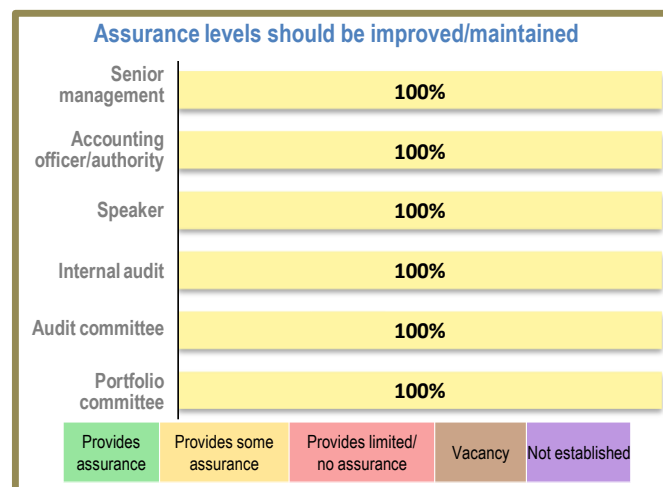 Assurance levels should be improved/maintained
Senior
management
100%
Accounting
officer/authority
100%
Speaker
100%
Internal audit
100%
Audit committee
100%
Portfolio
committee
100%
Provides
assurance
Provides some
assurance
Provides limited/
no assurance
Vacancy
Not established